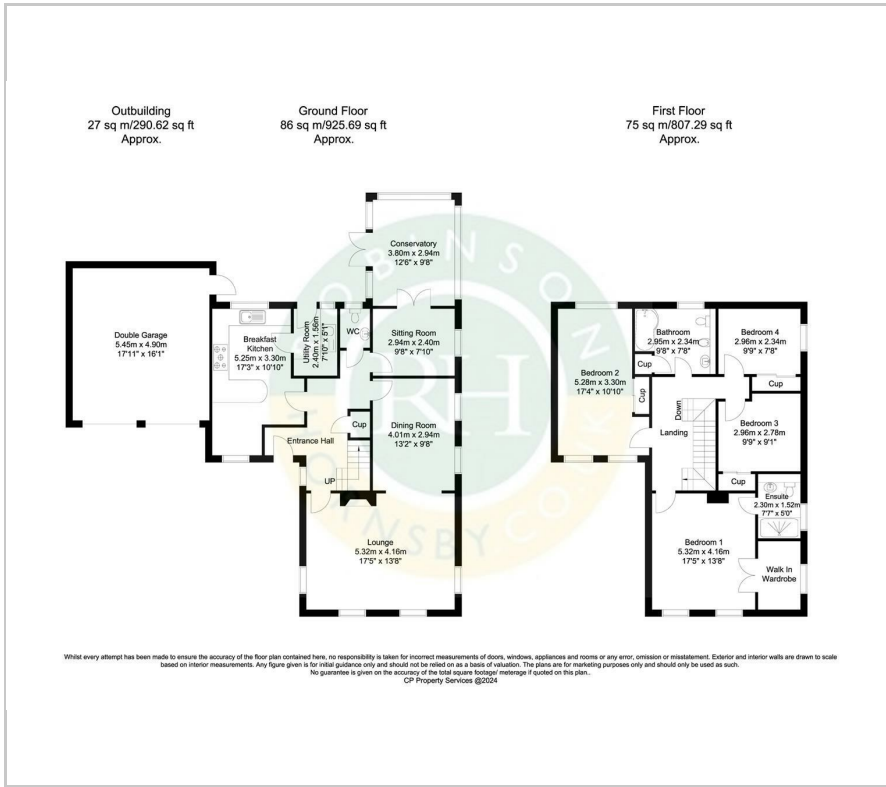 Outbuilding
27 sq m/290.62 sq ft
Approx.
Ground Floor
86 sq m/925.69 sq ft
Approx.
First Floor
75 sq m/807.29 sq ft
Approx.
Conservatory
3.80m x 2.94m
12'6" x 9'8"
Double Garage
5.45m x 4.90m
17'11" x 16'1"
Breakfast
Kitchen
5.25m x 3.30m
17'3" x 10'10"
Utility Room
2.40m x 1.56m
7'10" x 5'1"
WC
Sitting Room
2.94m x 2.40m
9'8" x 7'10"
Dining Room
4.01m x 2.94m
13'2" x 9'8"
Cup
Entrance Hall
UP
Lounge
5.32m x 4.16m
17'5" x 13'8"
Bedroom 2
5.28m x 3.30m
17'4" x 10'10"
Bathroom
2.95m x 2.34m
9'8" x 7'8"
Cup
Cup
Bedroom 4
2.96m x 2.34m
9'9" x 7'8"
Cup
Down
Landing
Bedroom 3
2.96m x 2.78m
9'9" x 9'1"
Cup
Ensuite
2.30m x 1.52m
7'7" x 5'0"
Bedroom 1
5.32m x 4.16m
17'5" x 13'8"
Walk In
Wardrobe
ROBINSON
RH
HORNSBY CO.UK
Whilst every attempt has been made to ensure the accuracy of the floor plan contained here, no responsibility is taken for incorrect measurements of doors, windows, appliances and rooms or any error, omission or misstatement. Exterior and interior walls are drawn to scale
based on interior measurements. Any figure given is for initial guidance only and should not be relied on as a basis of valuation. The plans are for marketing purposes only and should only be used as such.
No guarantee is given on the accuracy of the total square footage/ meterage if quoted on this plan..
CP Property Services @2024